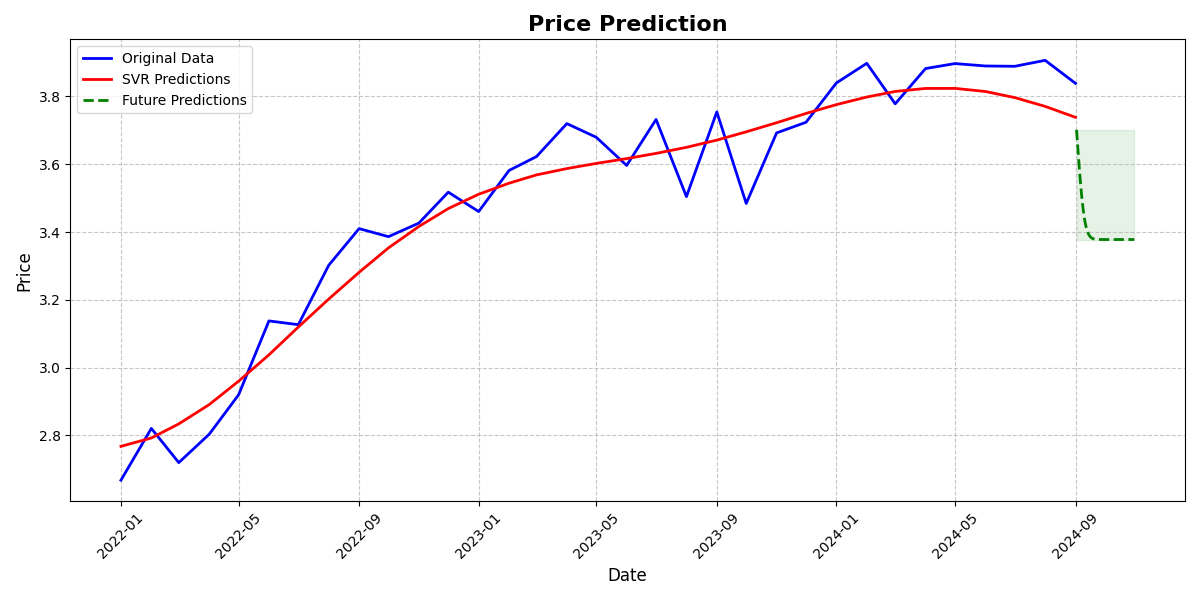 Price Prediction
Original Data
SVR Predictions
Future Predictions
Price
3.8
3.6
3.4
3.2
3.0
2.8
2022-01
2022-05
2022-09
2023-01
2023-05
2023-09
2024-01
2024-05
2024-09
Date